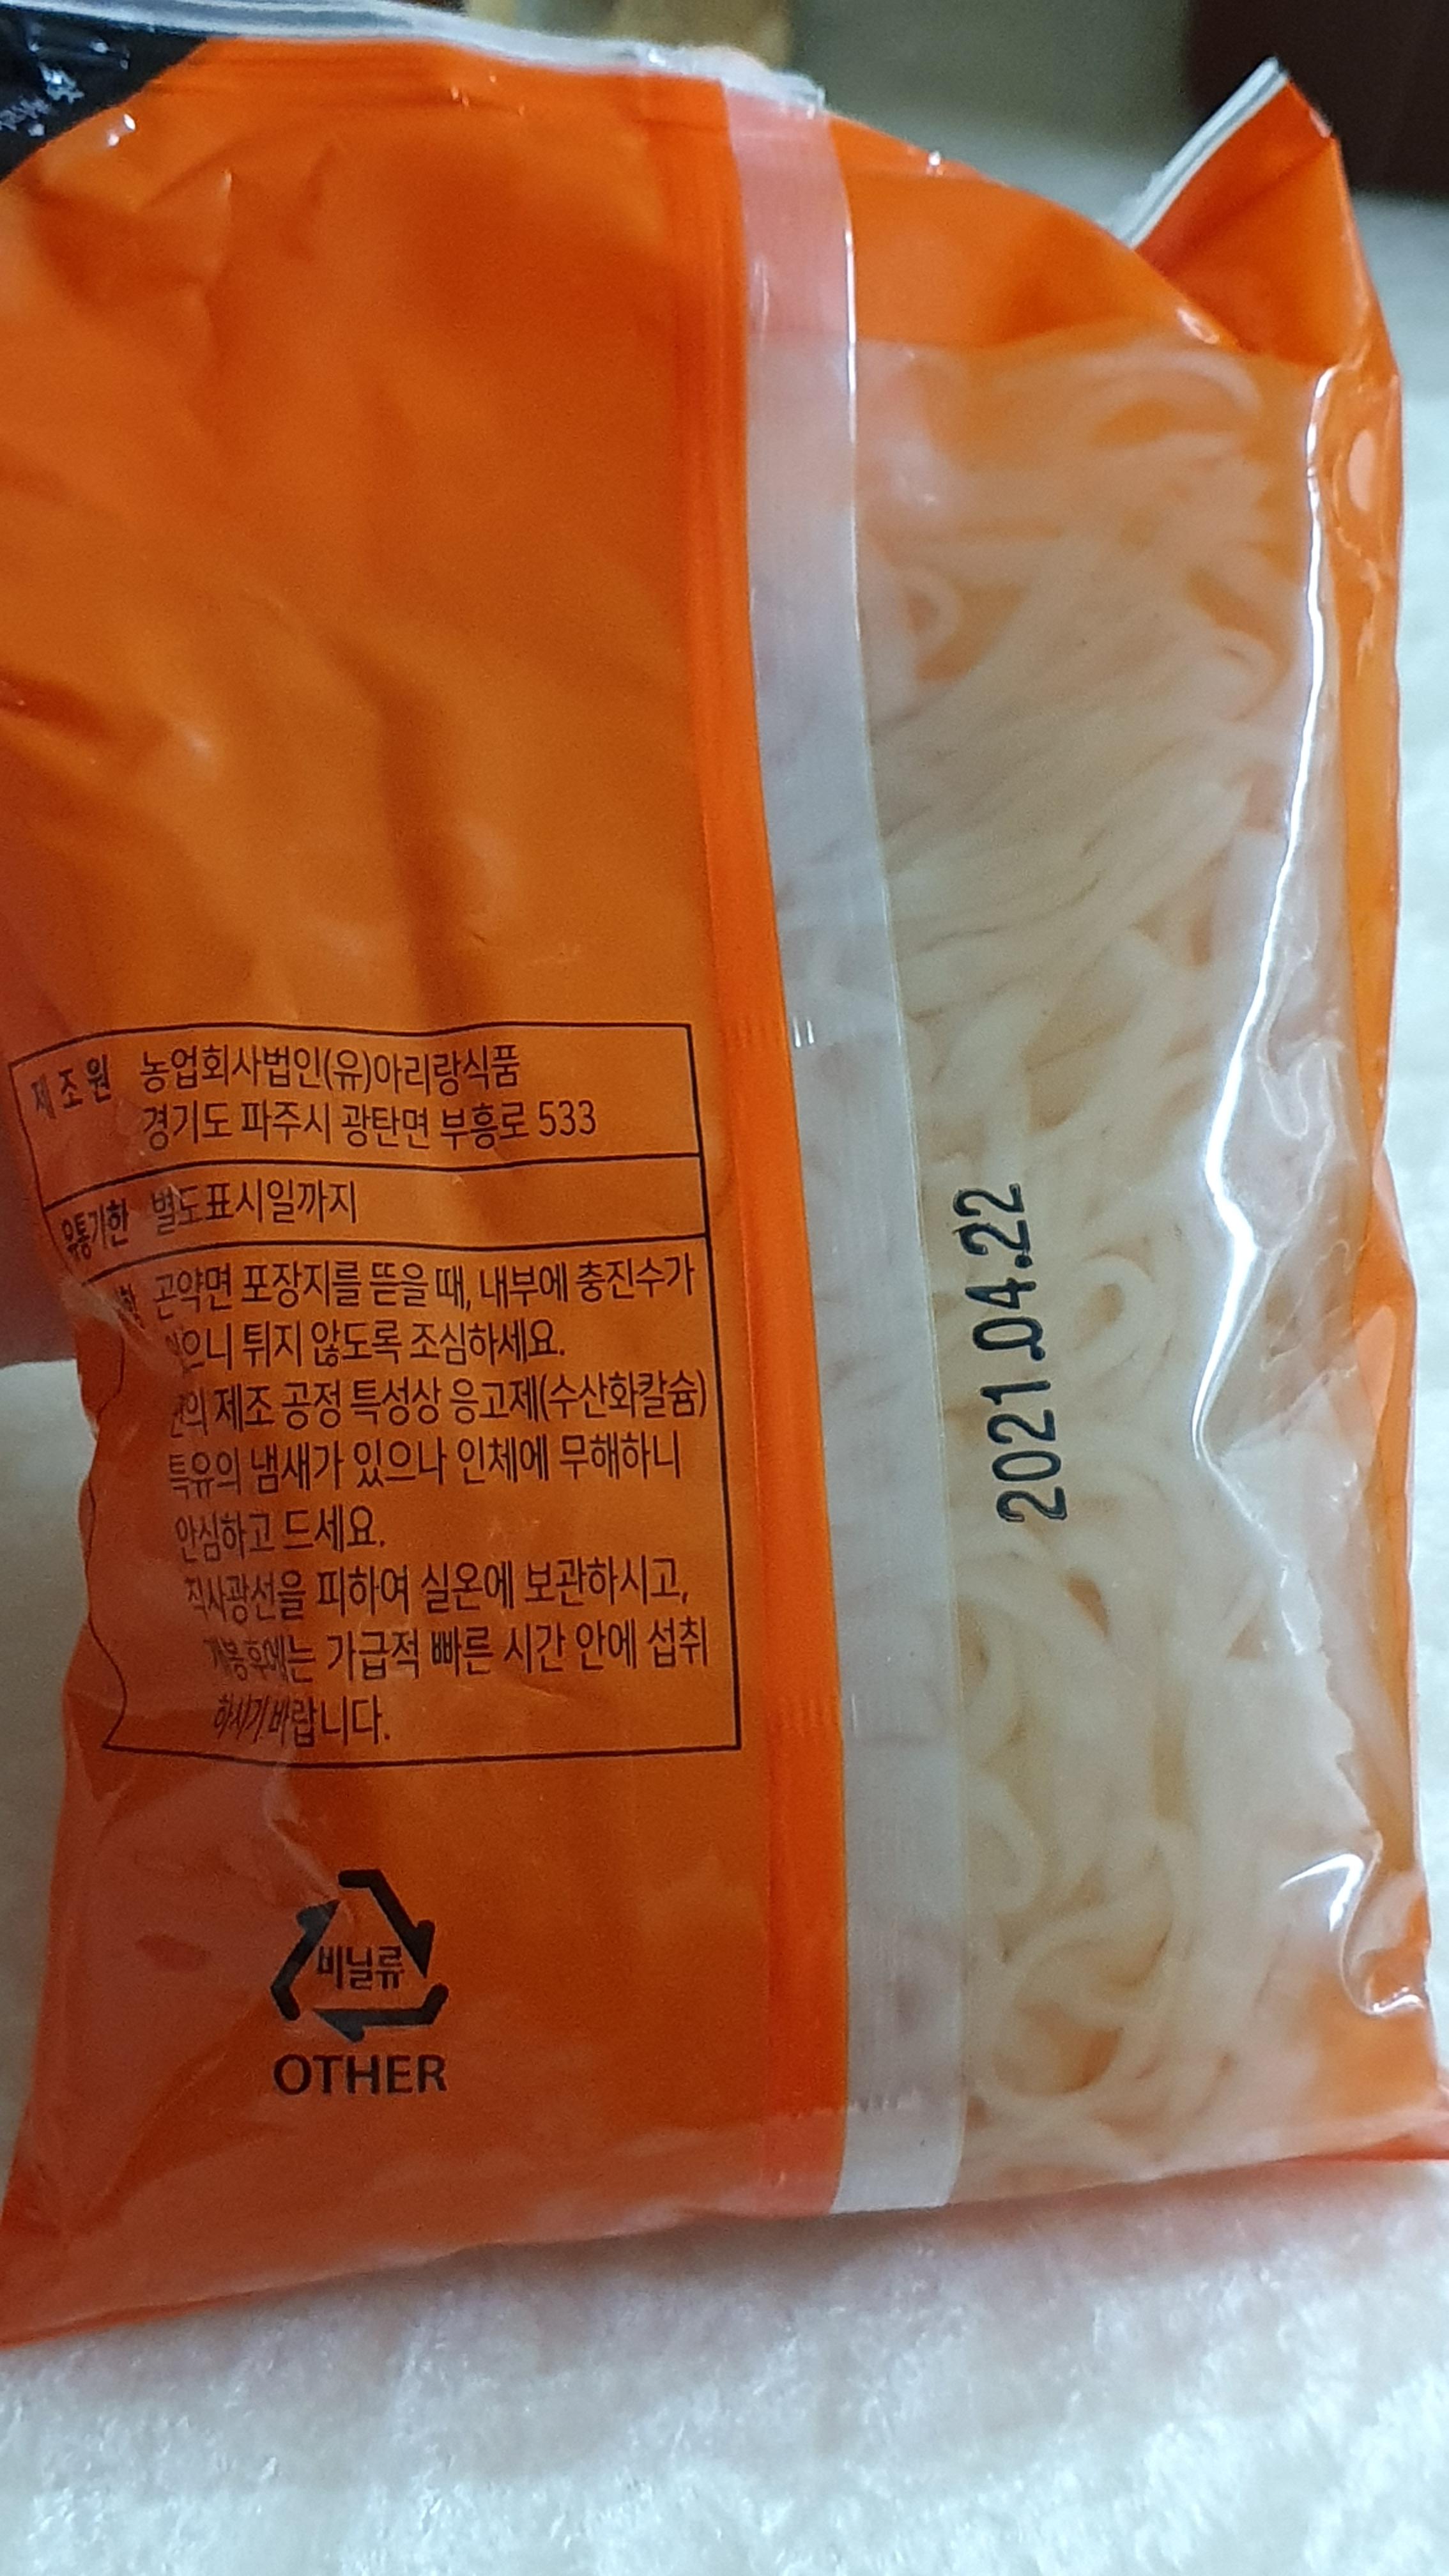 제조원 농업회사법인(유)아리랑식품
경기도 파주시 광탄면 부흥로 533
유통기한 별도표시일까지
곤약면 포장지를 뜯을 때, 내부에 충진수가
있으니 튀지 않도록 조심하세요.
제조 공정 특성상 응고제(수산화칼슘)
특유의 냄새가 있으나 인체에 무해하니
안심하고 드세요.
직사광선을 피하여 실온에 보관하시고,
개봉후에는 가급적 빠른 시간 안에 섭취
하시기 바랍니다.
비닐류
OTHER
2021.04.22